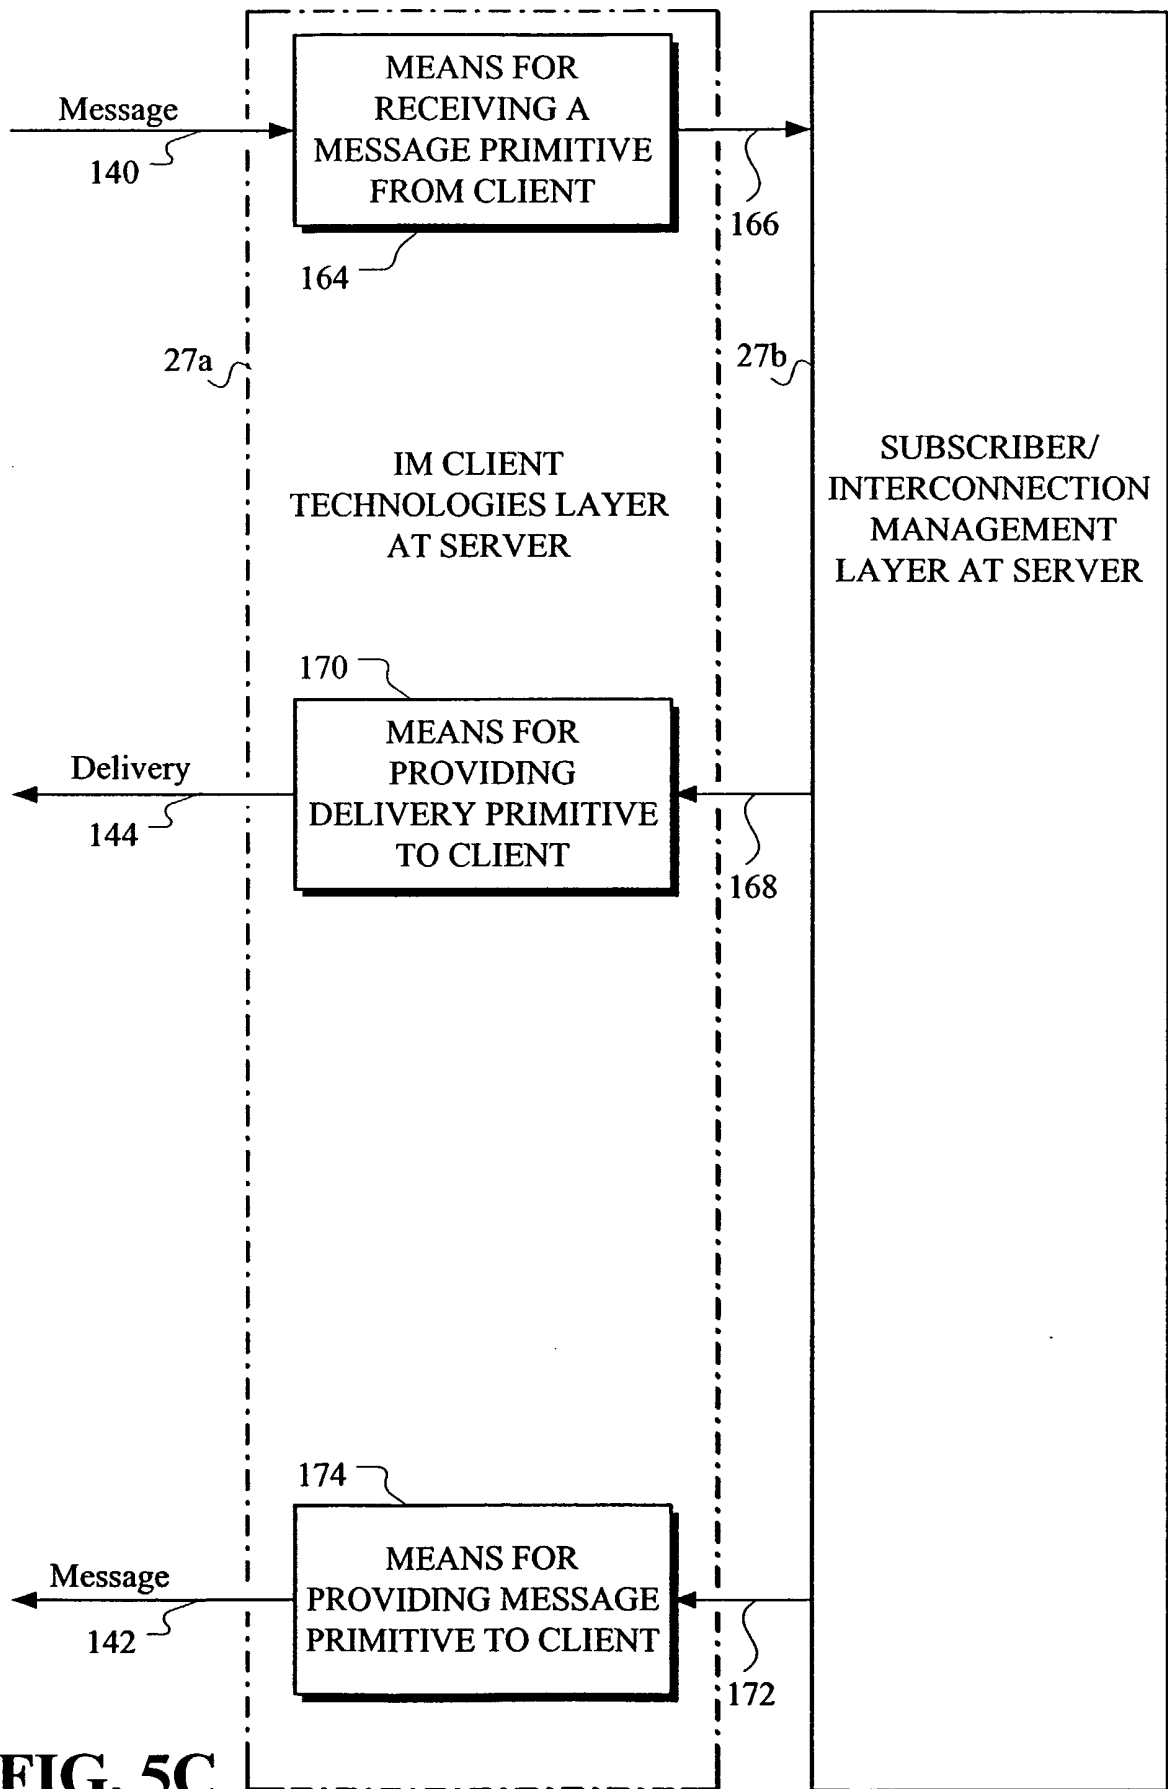 MEANS FOR
RECEIVING A
MESSAGE PRIMITIVE
FROM CLIENT
Message
140
166
164
27a
27b
IM CLIENT
TECHNOLOGIES LAYER
AT SERVER
SUBSCRIBER/
INTERCONNECTION
MANAGEMENT
LAYER AT SERVER
170
MEANS FOR
PROVIDING
DELIVERY PRIMITIVE
TO CLIENT
Delivery
144
168
174
MEANS FOR
PROVIDING MESSAGE
PRIMITIVE TO CLIENT
Message
142
172
FIG. 5C